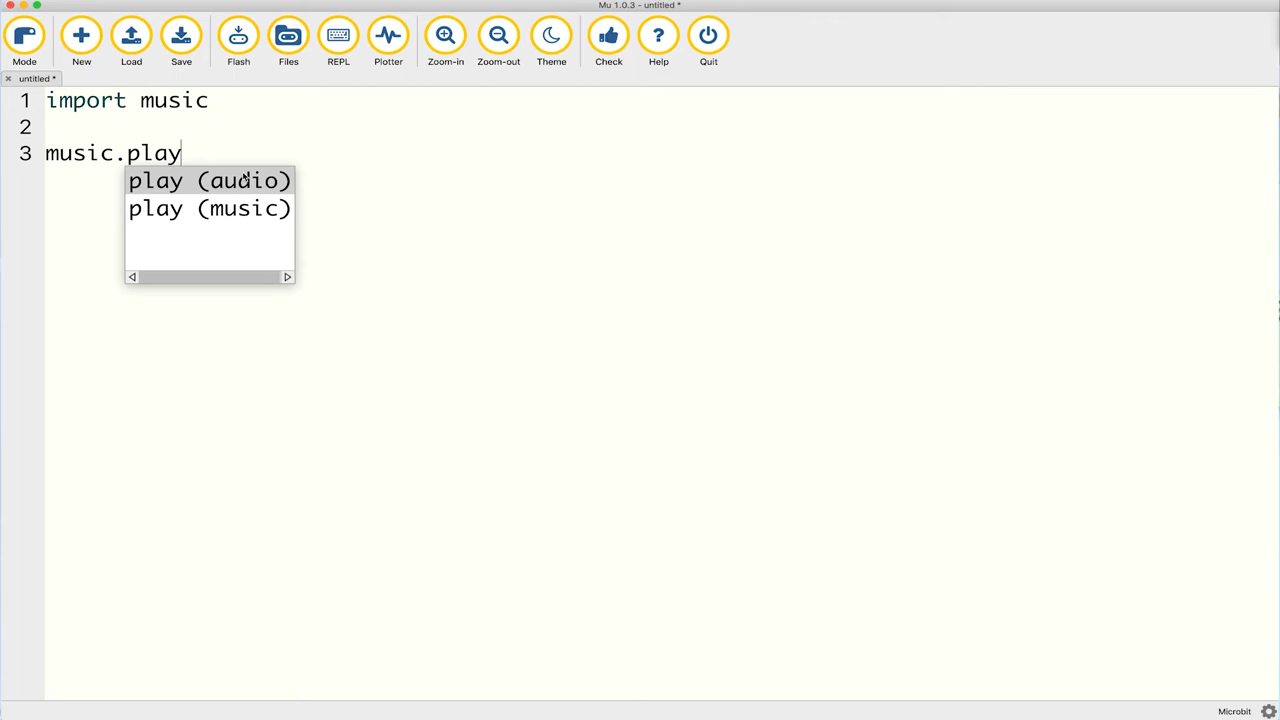 Mu 1.0.3 - untitled *
Mode New Load Save Flash Files REPL Plotter Zoom-in Zoom-out Theme Check Help Quit
untitled *
1 import music
2
3 music.play
play (audio)
play (music)
Microbit